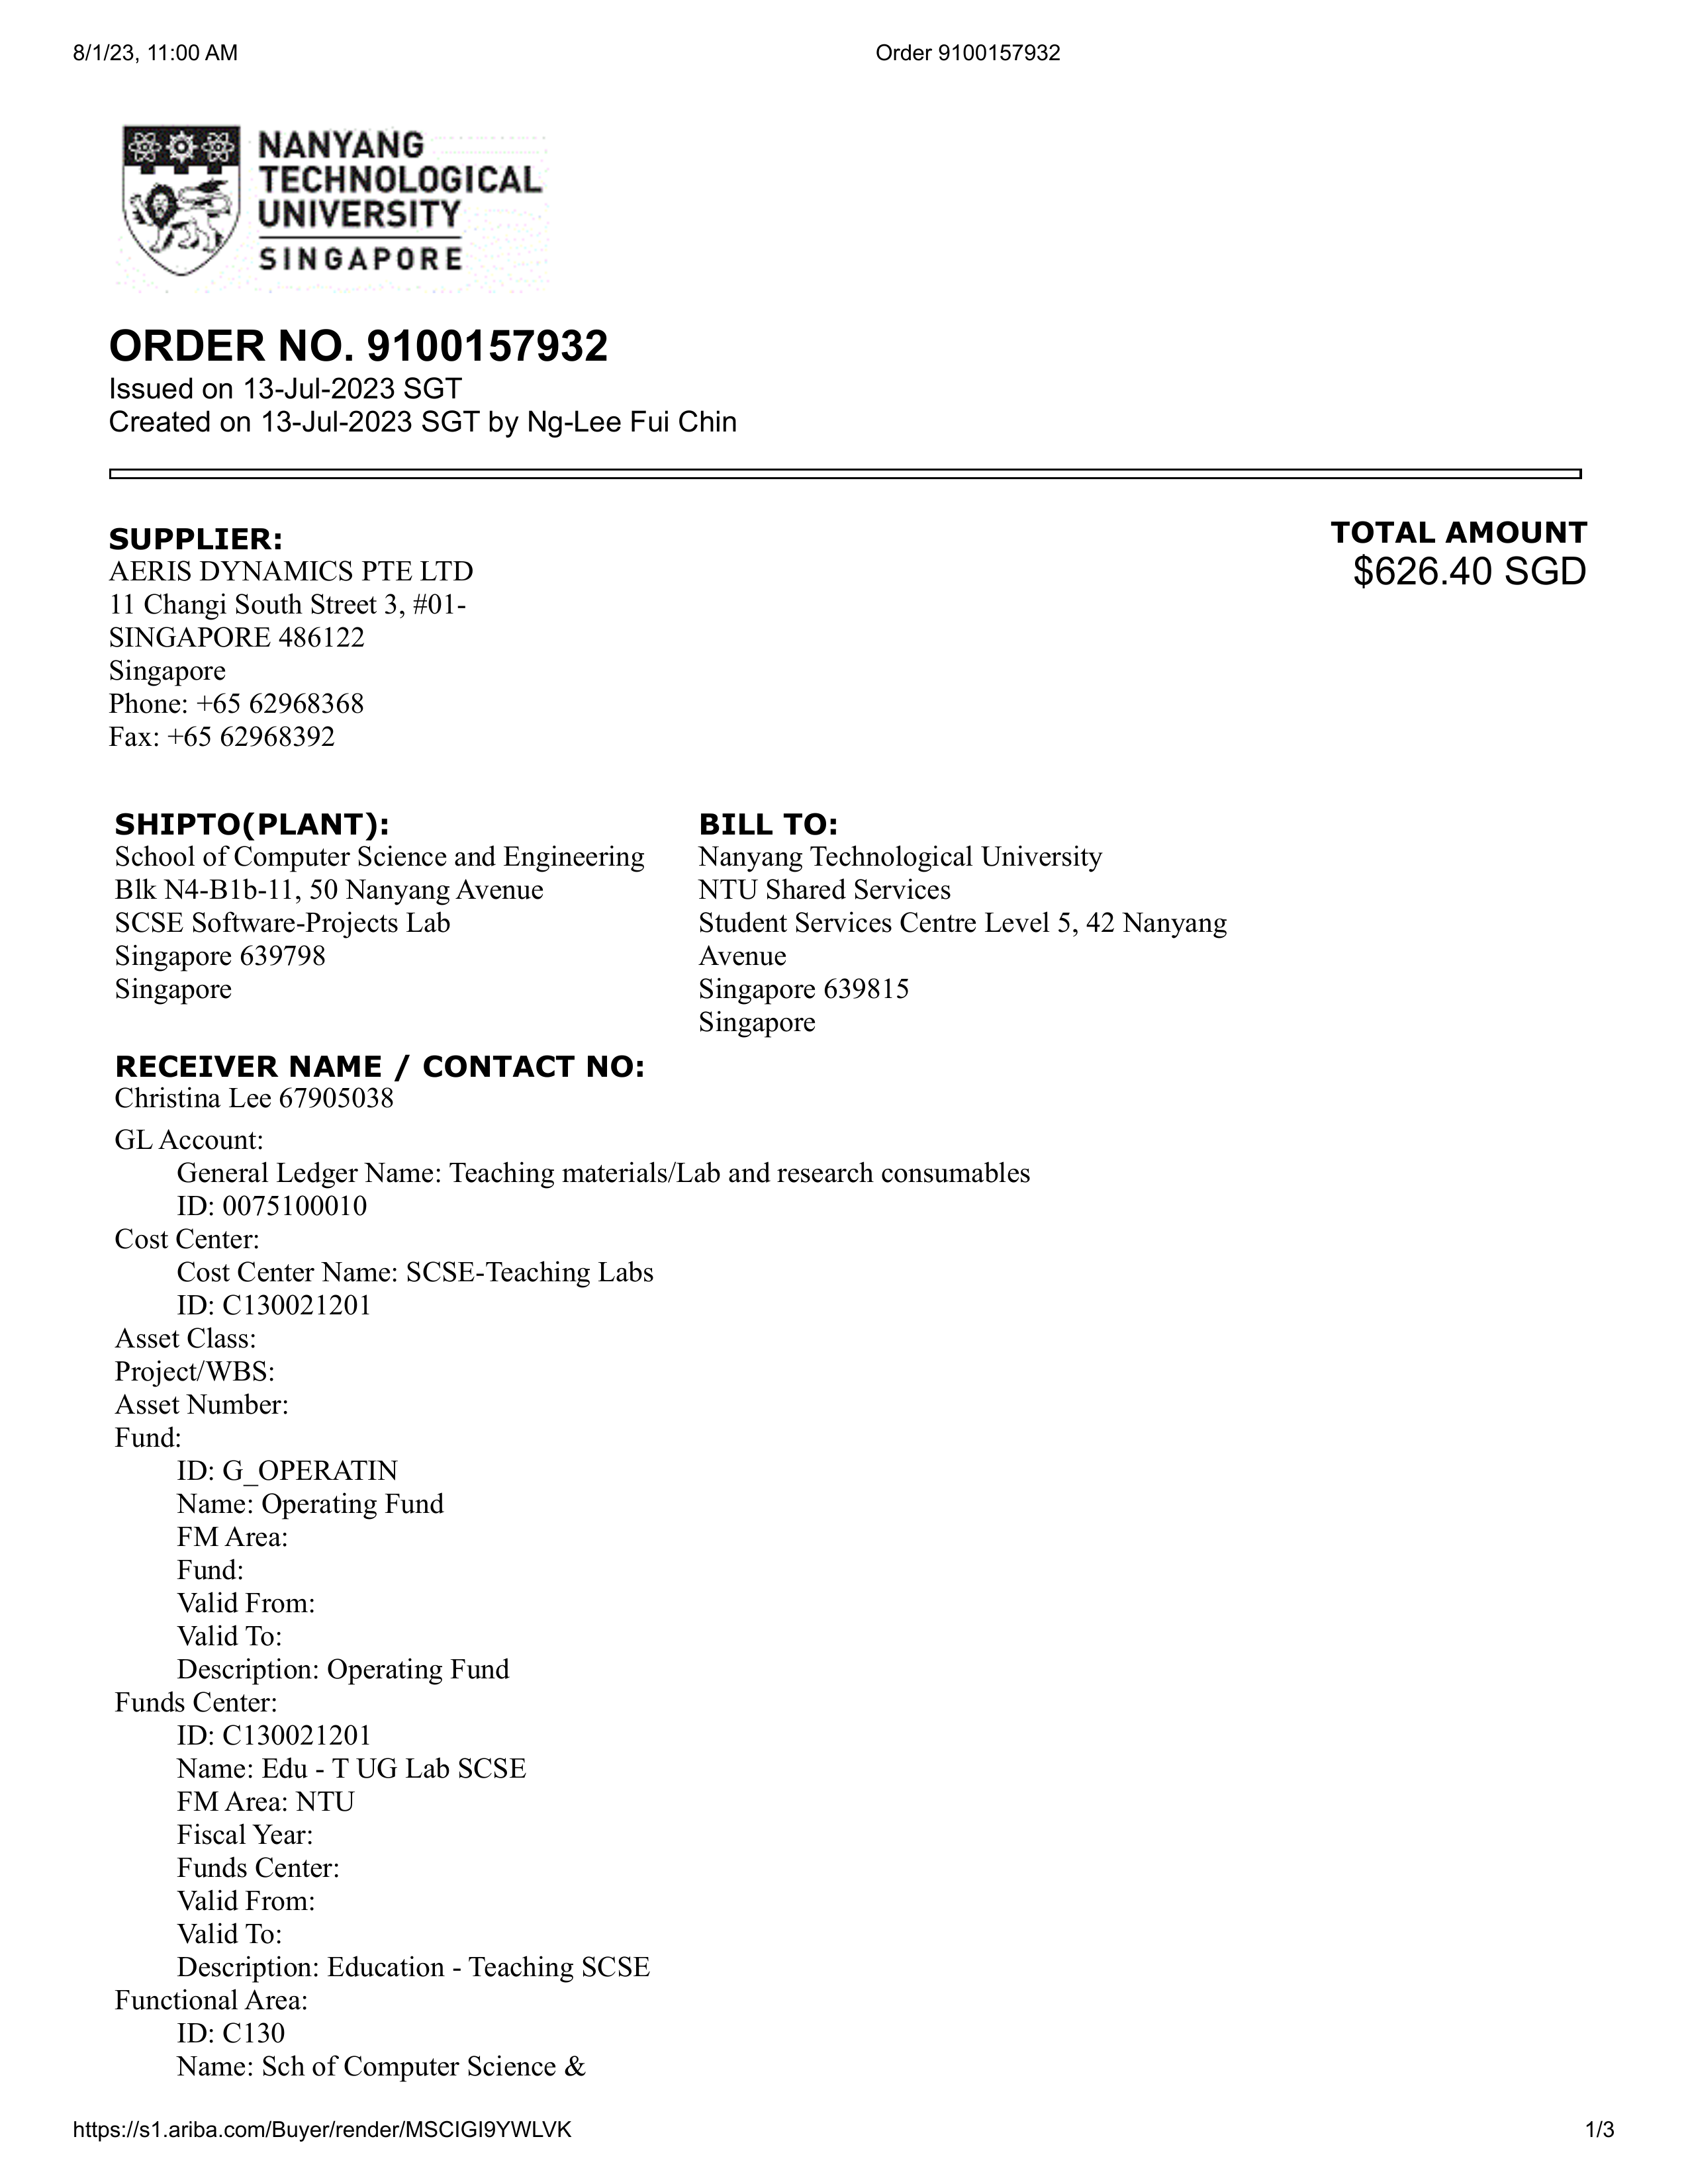 8/1/23, 11:00 AM
Order 9100157932
NANYANG
TECHNOLOGICAL
UNIVERSITY
SINGAPORE
ORDER NO. 9100157932
Issued on 13-Jul-2023 SGT
Created on 13-Jul-2023 SGT by Ng-Lee Fui Chin
SUPPLIER:
AERIS DYNAMICS PTE LTD
11 Changi South Street 3, #01-
SINGAPORE 486122
Singapore
Phone: +65 62968368
Fax: +65 62968392
TOTAL AMOUNT
$626.40 SGD
SHIPTO(PLANT):
School of Computer Science and Engineering
Blk N4-B1b-11, 50 Nanyang Avenue
SCSE Software-Projects Lab
Singapore 639798
Singapore
BILL TO:
Nanyang Technological University
NTU Shared Services
Student Services Centre Level 5, 42 Nanyang
Avenue
Singapore 639815
Singapore
RECEIVER NAME / CONTACT NO:
Christina Lee 67905038
GL Account:
General Ledger Name: Teaching materials/Lab and research consumables
ID: 0075100010
Cost Center:
Cost Center Name: SCSE-Teaching Labs
ID: C130021201
Asset Class:
Project/WBS:
Asset Number:
Fund:
ID: G_OPERATIN
Name: Operating Fund
FM Area:
Fund:
Valid From:
Valid To:
Description: Operating Fund
Funds Center:
ID: C130021201
Name: Edu - T UG Lab SCSE
FM Area: NTU
Fiscal Year:
Funds Center:
Valid From:
Valid To:
Description: Education - Teaching SCSE
Functional Area:
ID: C130
Name: Sch of Computer Science &
https://s1.ariba.com/Buyer/render/MSCIGI9YWLVK
1/3